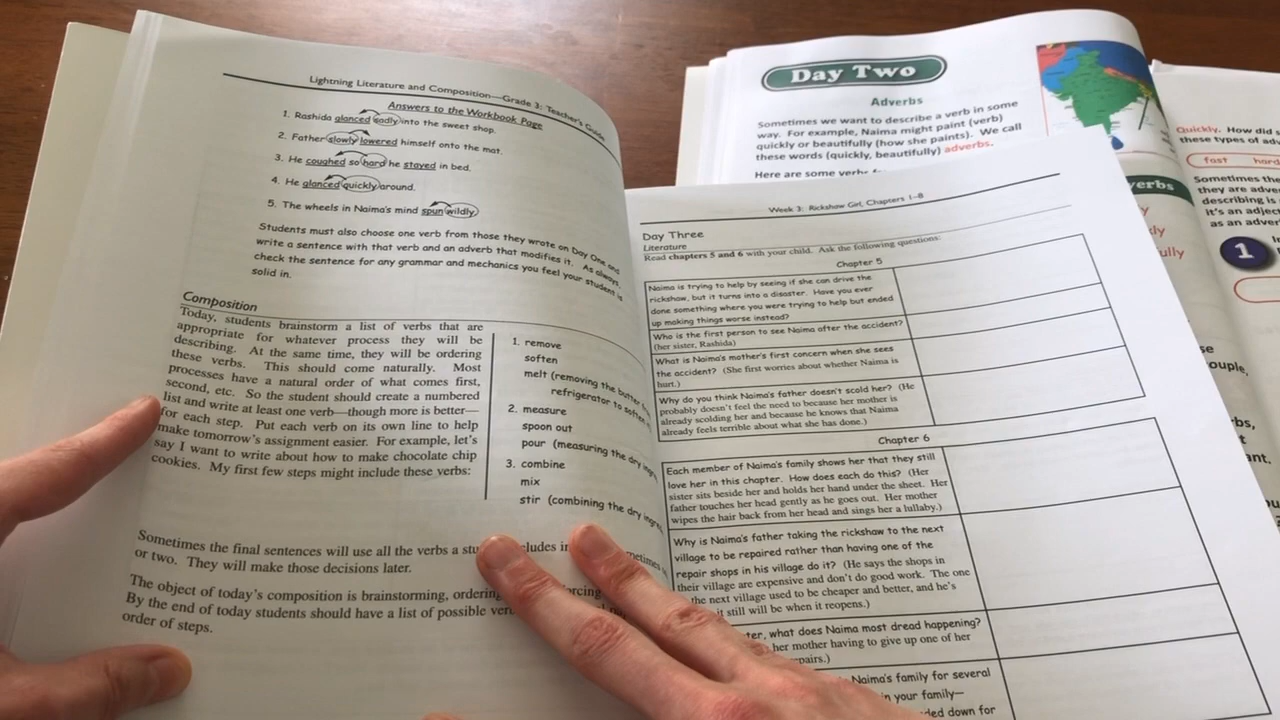 Lightning Literature and Composition—Grade 3: Teacher's Guide
Answers to the Workbook Page
1. Rashida glanced sadly into the sweet shop.
2. Father slowly lowered himself onto the mat.
3. He coughed so hard he stayed in bed.
4. He glanced quickly around.
5. The wheels in Naima's mind spun wildly.
Students must also choose one verb from those they wrote on Day One and
write a sentence with that verb and an adverb that modifies it. As always,
check the sentence for any grammar and mechanics you feel your student is
solid in.
Composition
Today, students brainstorm a list of verbs that are
appropriate for whatever process they will be
describing. At the same time, they will be ordering
these verbs. This should come naturally. Most
processes have a natural order of what comes first,
second, etc. So the student should create a numbered
list and write at least one verb—though more is better—
for each step. Put each verb on its own line to help
make tomorrow's assignment easier. For example, let's
say I want to write about how to make chocolate chip
cookies. My first few steps might include these verbs:
1. remove
soften
melt (removing the butter
refrigerator to soften
2. measure
spoon out
pour (measuring the dry
3. combine
mix
stir (combining the dry
Sometimes the final sentences will use all the verbs a
or two. They will make those decisions later.
The object of today's composition is brainstorming, ordering
By the end of today students should have a list of possible
order of steps.
Week 3: Rickshaw Girl, Chapters 1–8
Day Three
Literature
Read chapters 5 and 6 with your child. Ask the following questions:
Chapter 5
Naima is trying to help by seeing if she can drive the
rickshaw, but it turns into a disaster. Have you ever
done something where you were trying to help but ended
up making things worse instead?
Who is the first person to see Naima after the accident?
(her sister, Rashida)
What is Naima's mother's first concern when she sees
the accident? (She first worries about whether Naima is
hurt.)
Why do you think Naima's father doesn't scold her? (He
probably doesn't feel the need to because her mother is
already scolding her and because he knows that Naima
already feels terrible about what she has done.)
Chapter 6
Each member of Naima's family shows her that they still
love her in this chapter. How does each do this? (Her
sister sits beside her and holds her hand under the sheet. Her
father touches her head gently as he goes out. Her mother
wipes the hair back from her head and sings her a lullaby.)
Why is Naima's father taking the rickshaw to the next
village to be repaired rather than having one of the
repair shops in his village do it? (He says the shops in
their village are expensive and don't do good work. The one
the next village used to be cheaper and better, and he's
it still will be when it reopens.)
what does Naima most dread happening?
her mother having to give up one of her
Naima's family for several
in your family—
down for
Day Two
Adverbs
Sometimes we want to describe a verb in some
way. For example, Naima might paint (verb)
quickly or beautifully (how she paints). We call
these words (quickly, beautifully) adverbs.
Here are some
Quickly. How did
these types of
fast hard
Sometimes the
they are
describing is
it's an
as an
1